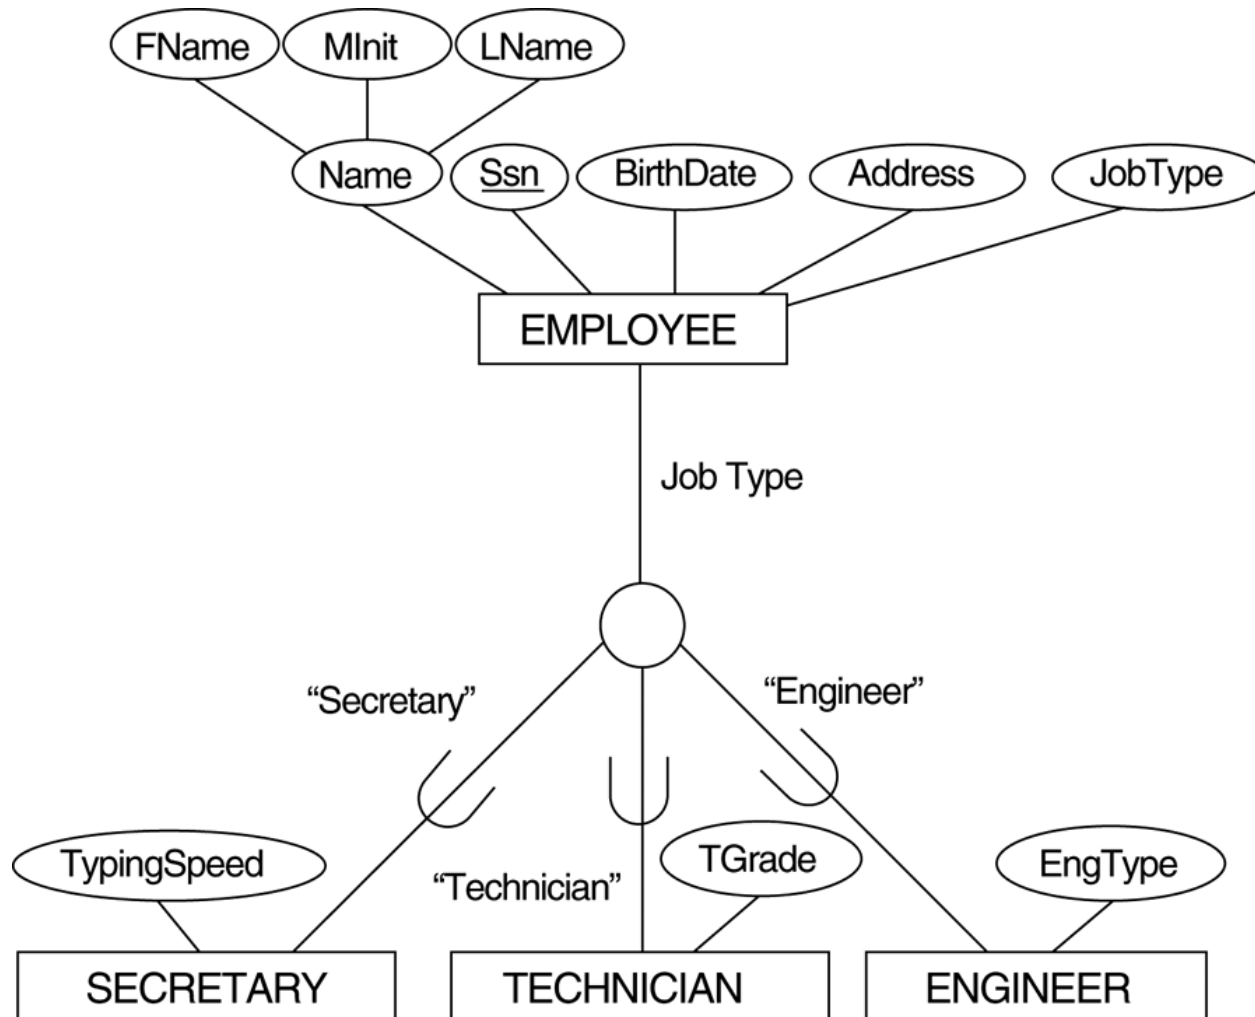 FName MInit LName
Name Ssn BirthDate Address JobType
EMPLOYEE
Job Type
“Secretary” “Engineer”
TypingSpeed “Technician” TGrade EngType
SECRETARY TECHNICIAN ENGINEER